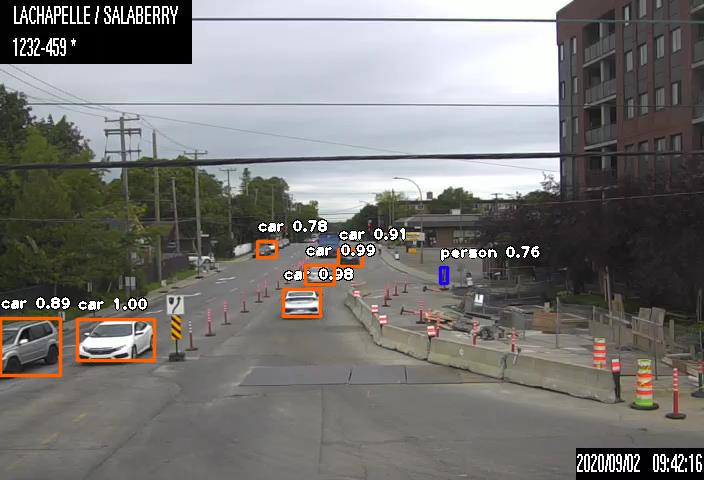 LACHAPELLE / SALABERRY
1232-459 *
car 0.78
car 0.91
person 0.76
car 0.99
car 0.98
car 0.89
car 1.00
2020/09/02 09:42:16